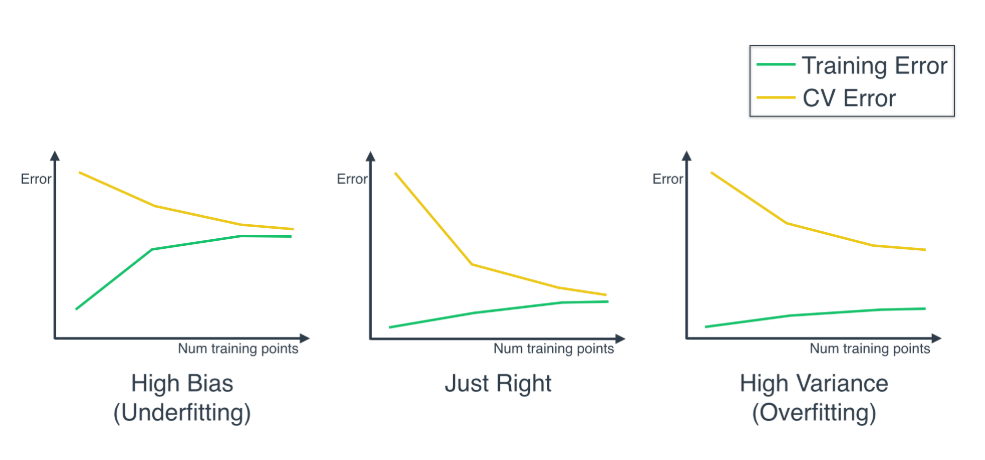 Training Error
CV Error
Error
Error
Error
Num training points
Num training points
Num training points
High Bias
(Underfitting)
Just Right
High Variance
(Overfitting)